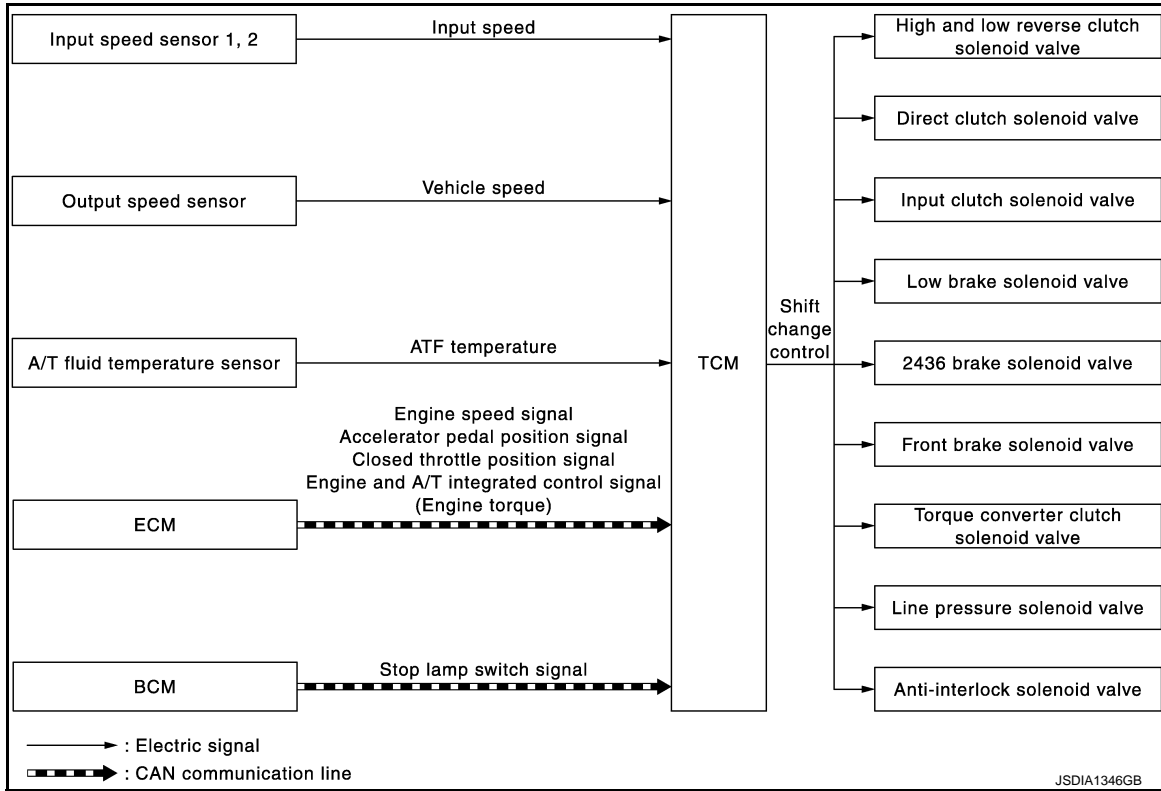 Input speed sensor 1, 2
Input speed
Output speed sensor
Vehicle speed
A/T fluid temperature sensor
ATF temperature
Engine speed signal
Accelerator pedal position signal
Closed throttle position signal
Engine and A/T integrated control signal
(Engine torque)
ECM
Stop lamp switch signal
BCM
TCM
Shift
change
control
High and low reverse clutch
solenoid valve
Direct clutch solenoid valve
Input clutch solenoid valve
Low brake solenoid valve
2436 brake solenoid valve
Front brake solenoid valve
Torque converter clutch
solenoid valve
Line pressure solenoid valve
Anti-interlock solenoid valve
: Electric signal
: CAN communication line
JSDIA1346GB